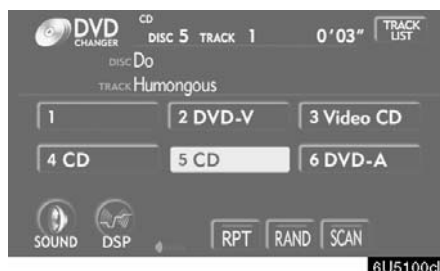 DVD CHANGER CD DISC 5 TRACK 1 0'03" TRACK LIST
DISC Do
TRACK Humongous
1 2 DVD-V 3 Video CD
4 CD 5 CD 6 DVD-A
SOUND DSP RPT RAND SCAN